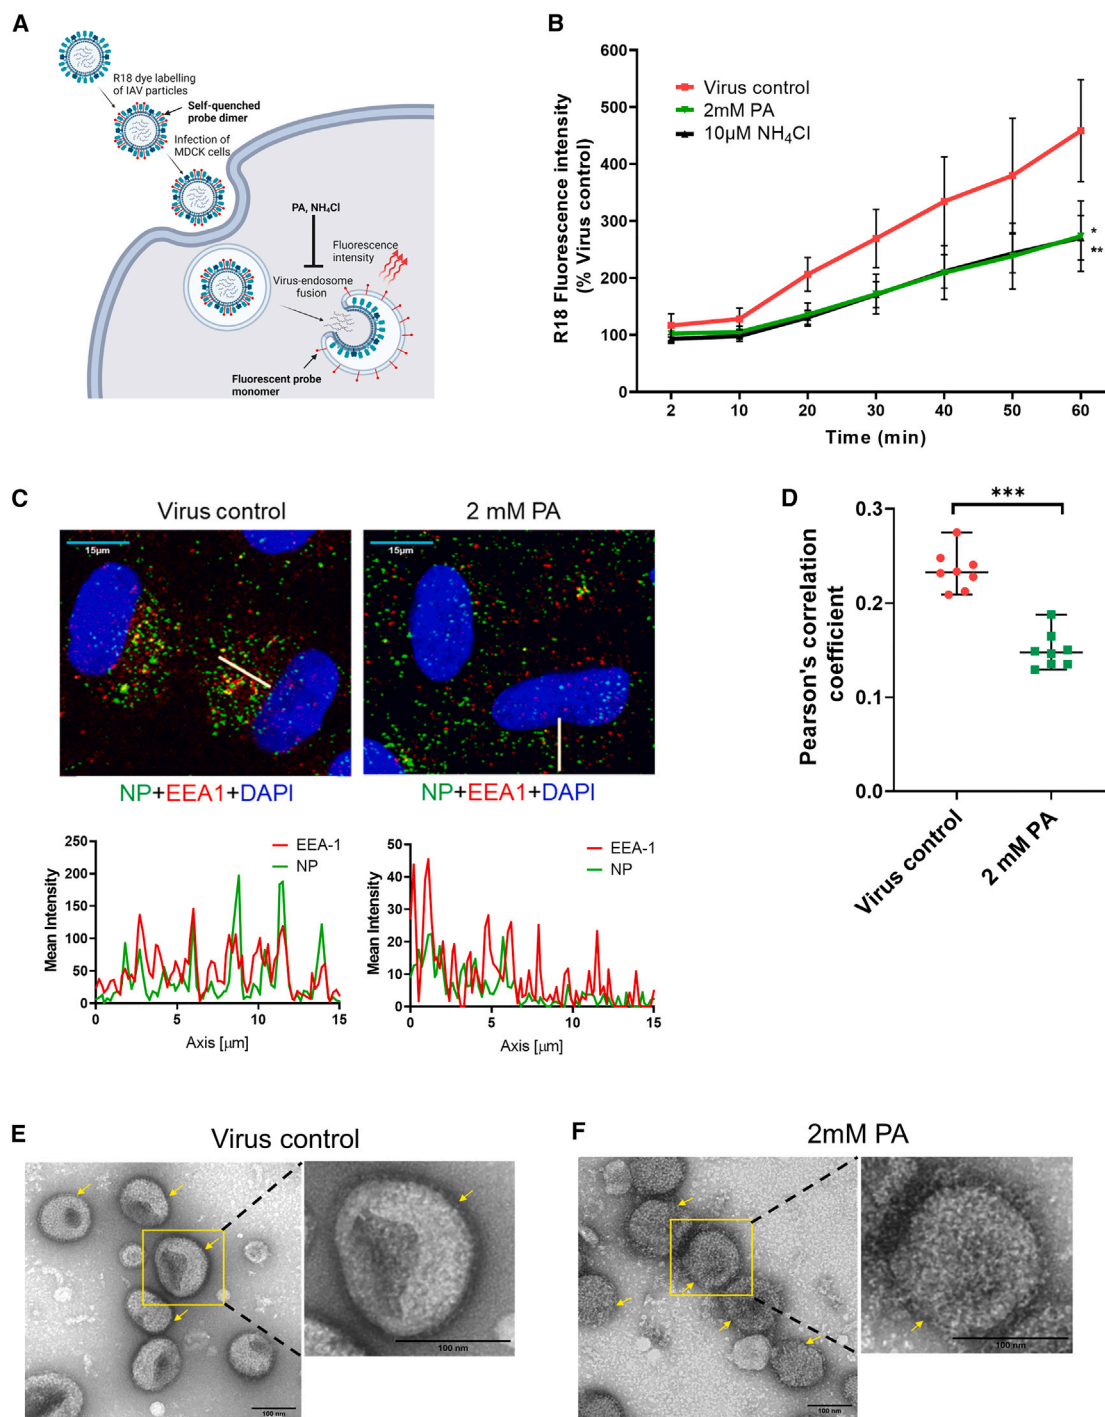 A
R18 dye labelling
of IAV particles
Self-quenched
probe dimer
Infection of
MDCK cells
PA, NH₄Cl
Fluorescence
intensity
Virus-endosome
fusion
Fluorescent probe
monomer
B
R18 Fluorescence intensity
(% Virus control)
600
500
400
300
200
100
0
Virus control
2mM PA
10µM NH₄Cl
*
**
2 10 20 30 40 50 60
Time (min)
C
Virus control
2 mM PA
15µm
15µm
NP+EEA1+DAPI
NP+EEA1+DAPI
Mean Intensity
250
200
150
100
50
0
EEA-1
NP
0 5 10 15
Axis [µm]
Mean Intensity
50
40
30
20
10
0
EEA-1
NP
0 5 10 15
Axis [µm]
D
Pearson's correlation
coefficient
0.3
0.2
0.1
0.0
***
Virus control
2 mM PA
E
Virus control
100 nm
100 nm
F
2mM PA
100 nm
100 nm